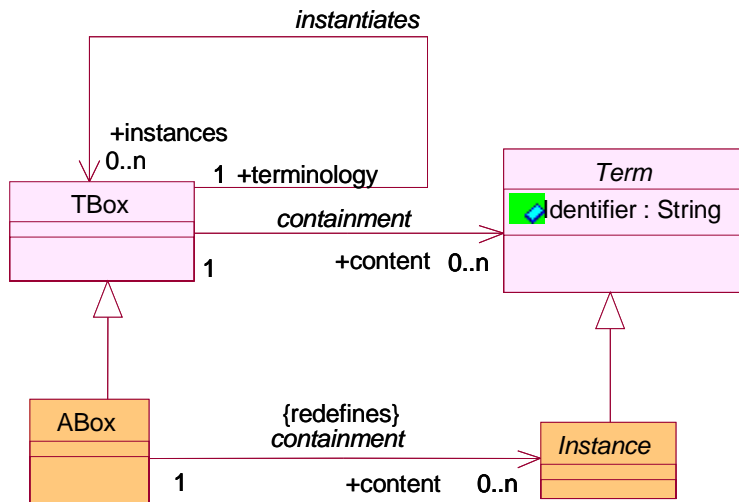 instantiates
+instances
0..n
1 +terminology
TBox
Term
Identifier : String
containment
1
+content 0..n
ABox
{redefines}
containment
Instance
1
+content 0..n